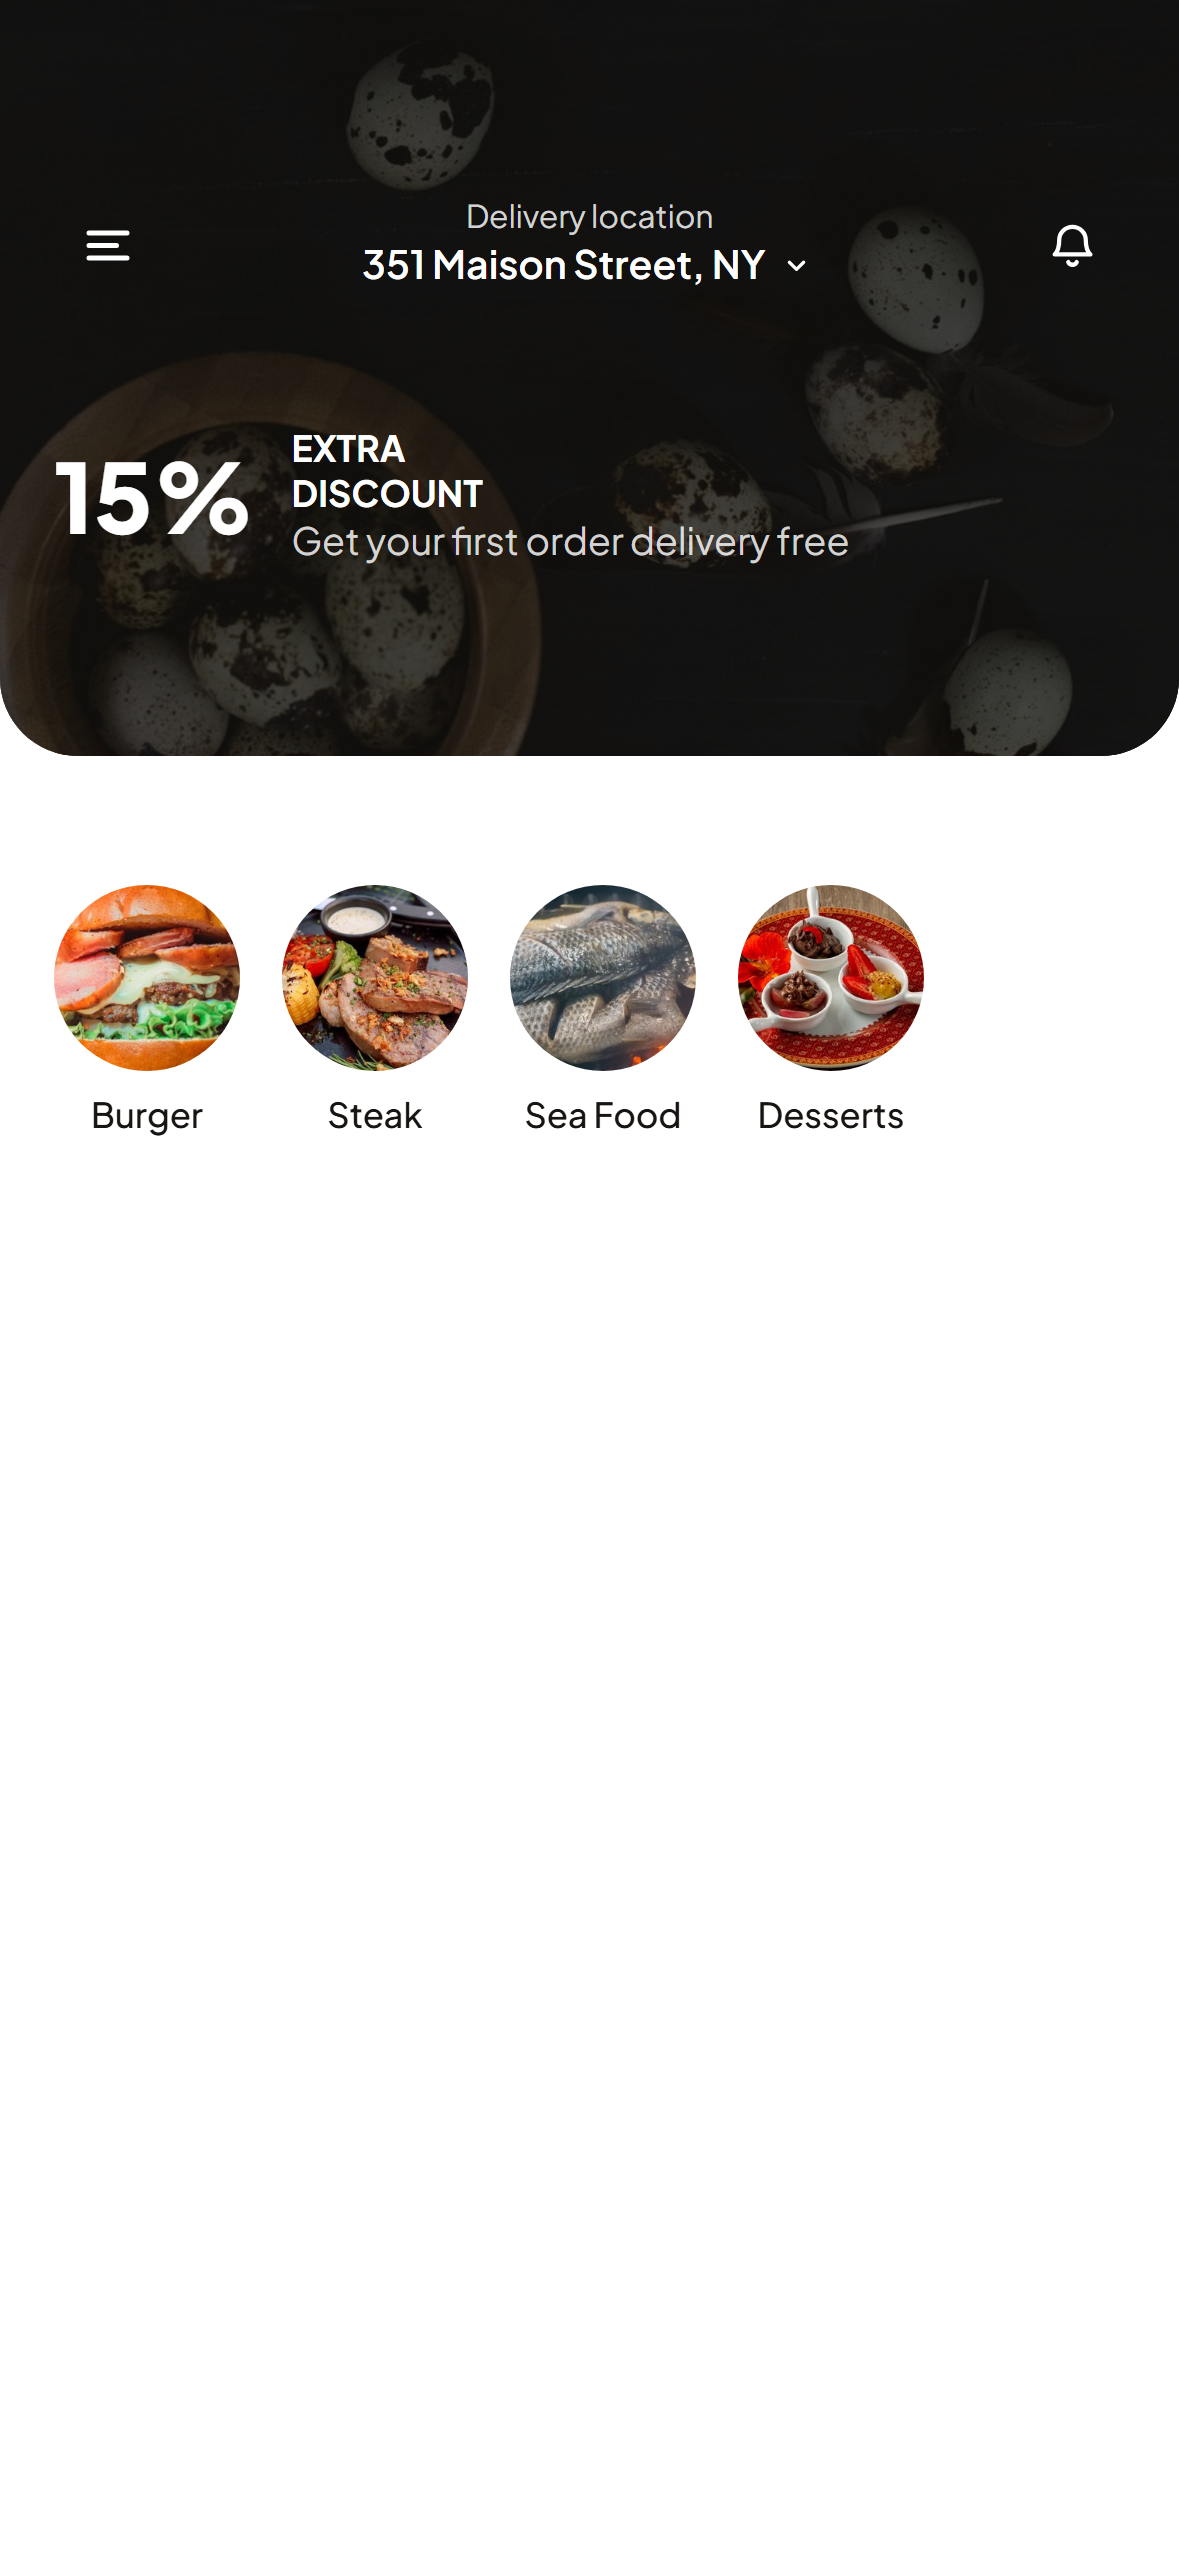 Delivery location
351 Maison Street, NY
15%
EXTRA
DISCOUNT
Get your first order delivery free
Burger
Steak
Sea Food
Desserts